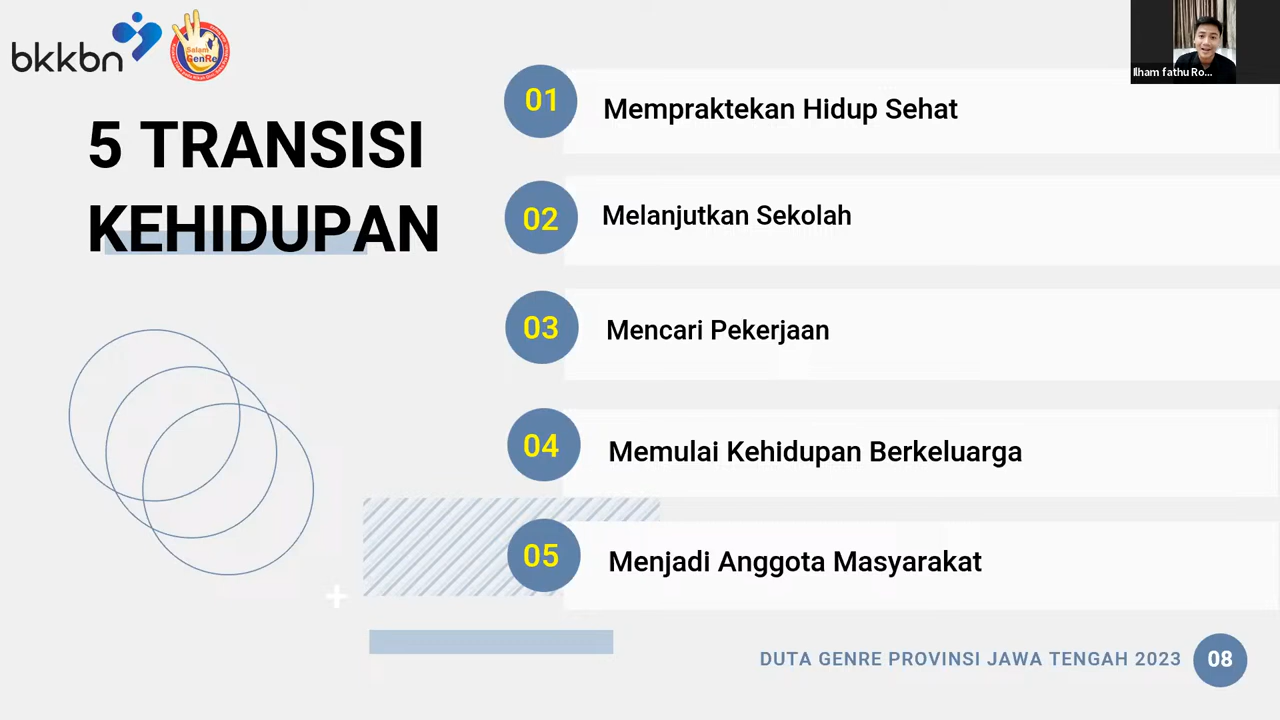 bkkbn
Salam
GenRe
Ilham fathu Ro...
5 TRANSISI
KEHIDUPAN
01
Mempraktekan Hidup Sehat
02
Melanjutkan Sekolah
03
Mencari Pekerjaan
04
Memulai Kehidupan Berkeluarga
05
Menjadi Anggota Masyarakat
DUTA GENRE PROVINSI JAWA TENGAH 2023
08